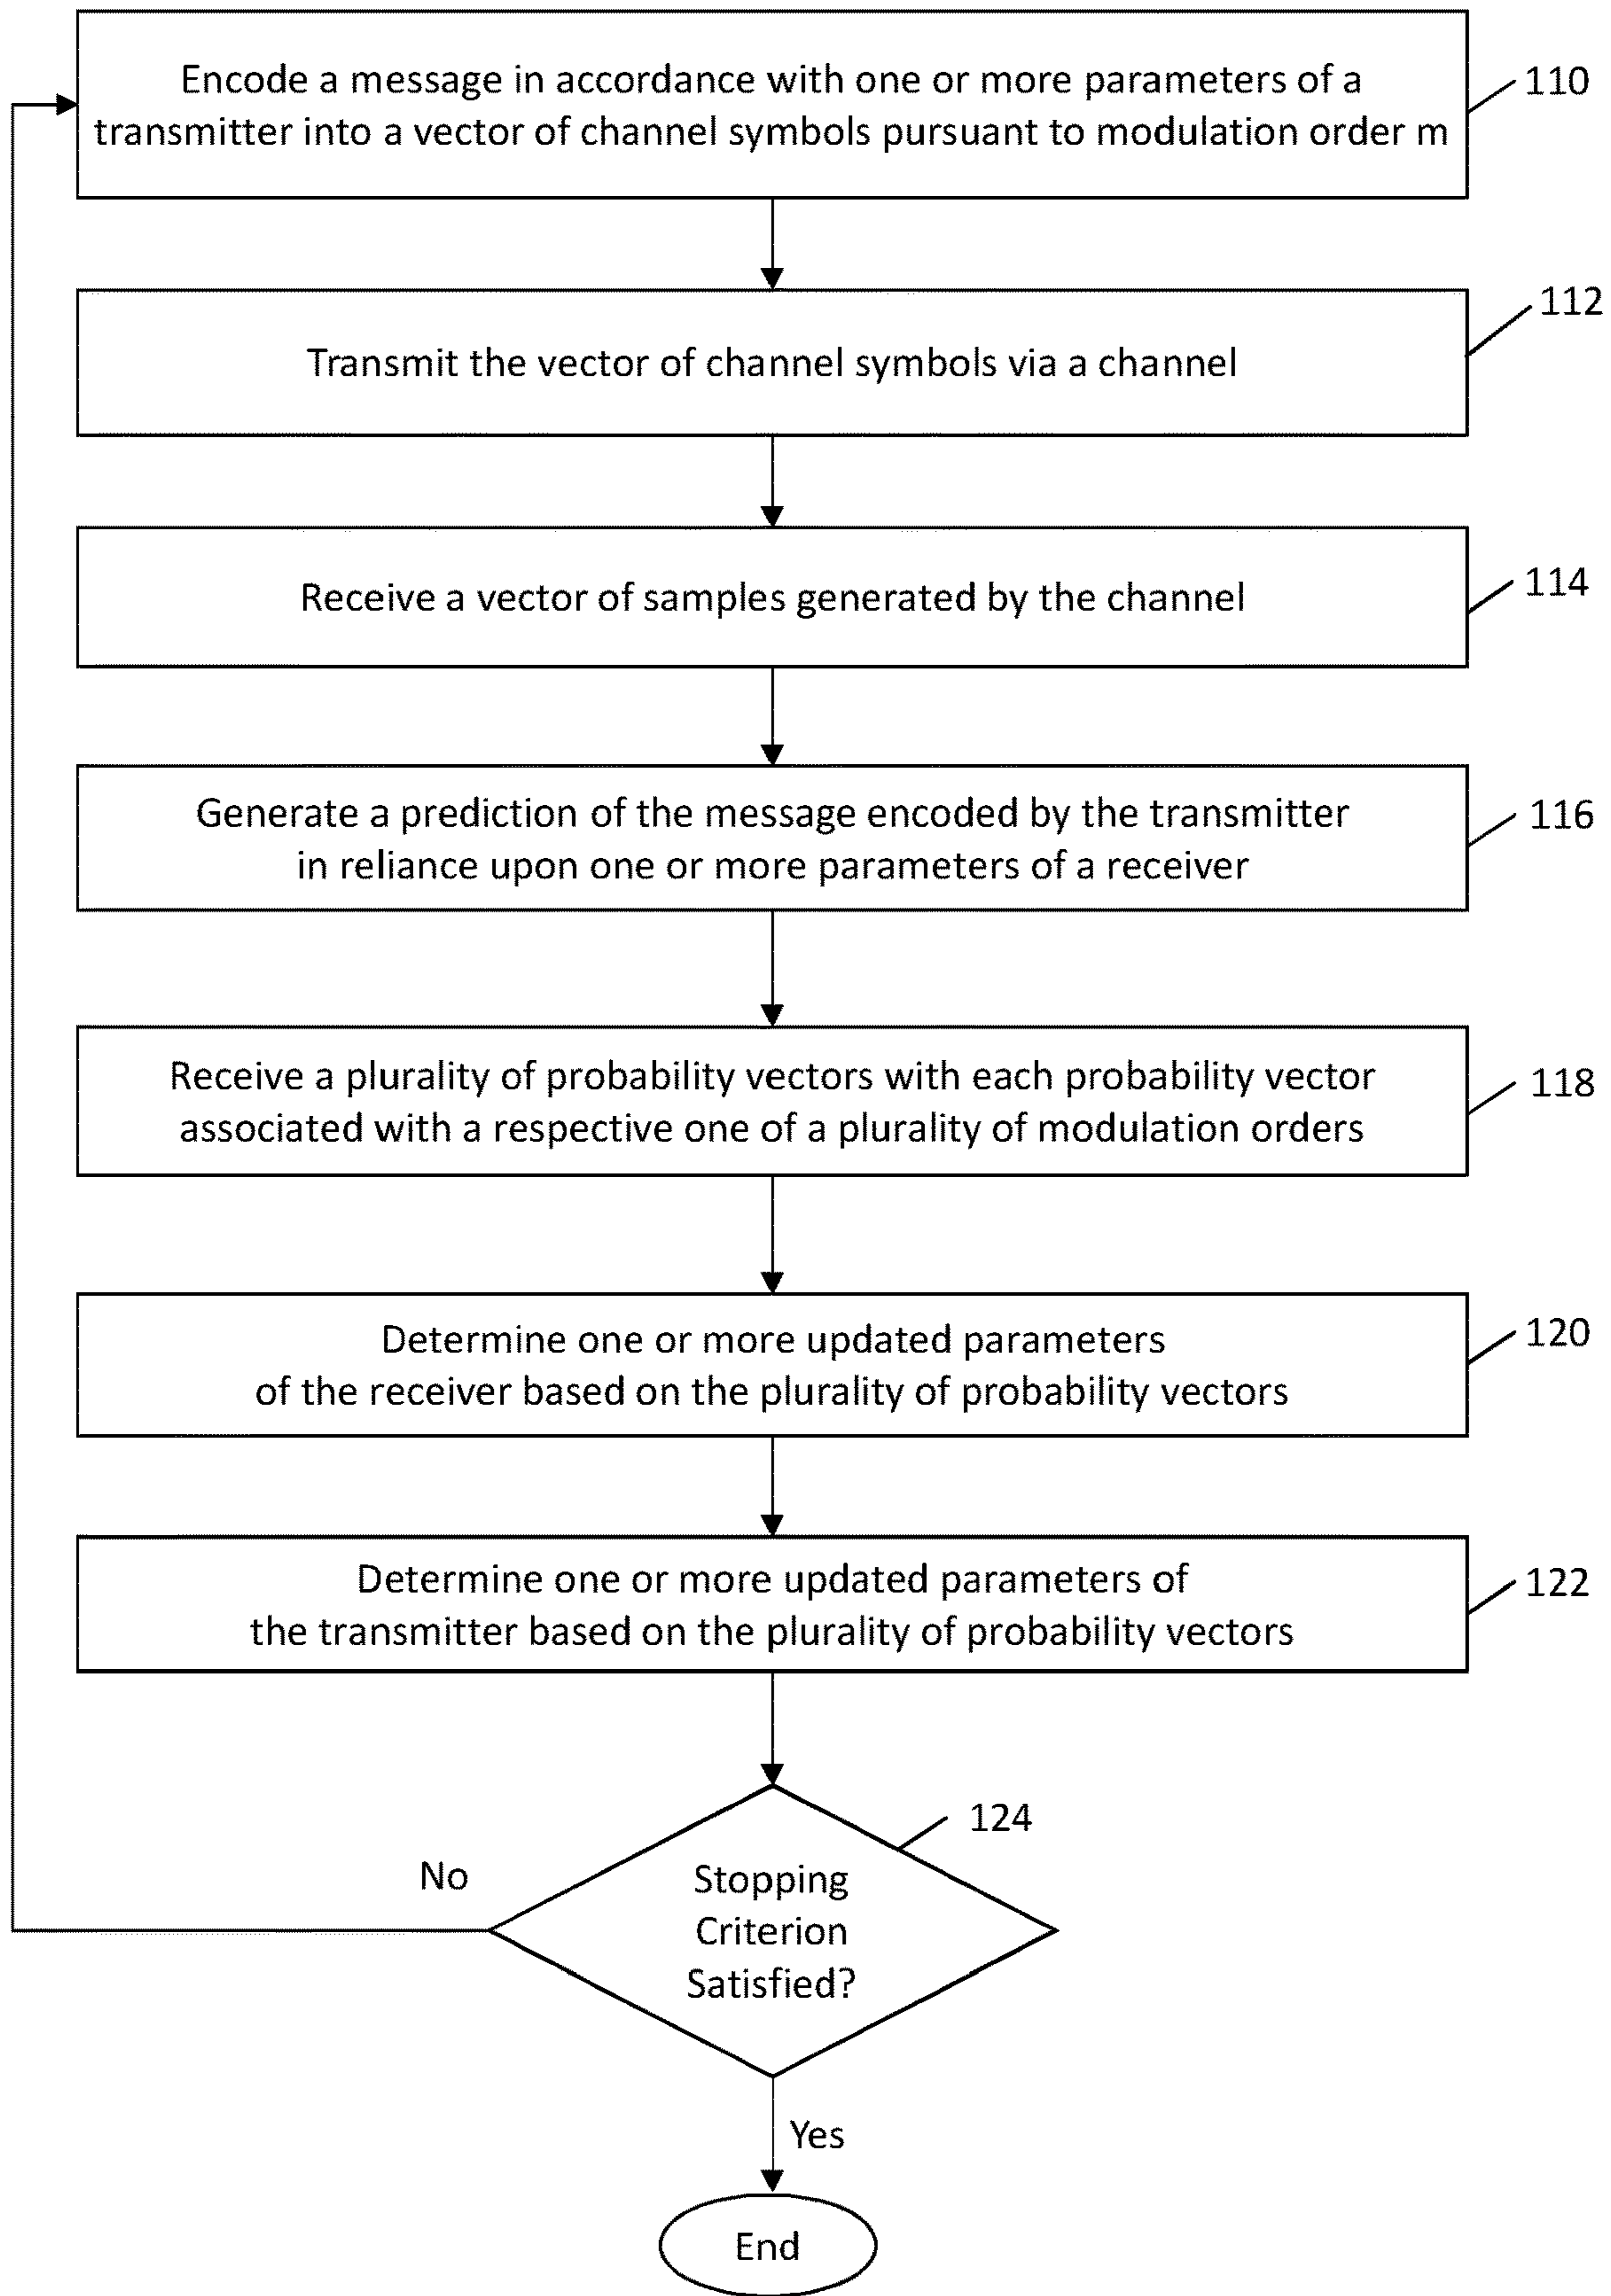 Encode a message in accordance with one or more parameters of a
transmitter into a vector of channel symbols pursuant to modulation order m
110
Transmit the vector of channel symbols via a channel
112
Receive a vector of samples generated by the channel
114
Generate a prediction of the message encoded by the transmitter
in reliance upon one or more parameters of a receiver
116
Receive a plurality of probability vectors with each probability vector
associated with a respective one of a plurality of modulation orders
118
Determine one or more updated parameters
of the receiver based on the plurality of probability vectors
120
Determine one or more updated parameters of
the transmitter based on the plurality of probability vectors
122
124
No
Stopping
Criterion
Satisfied?
Yes
End